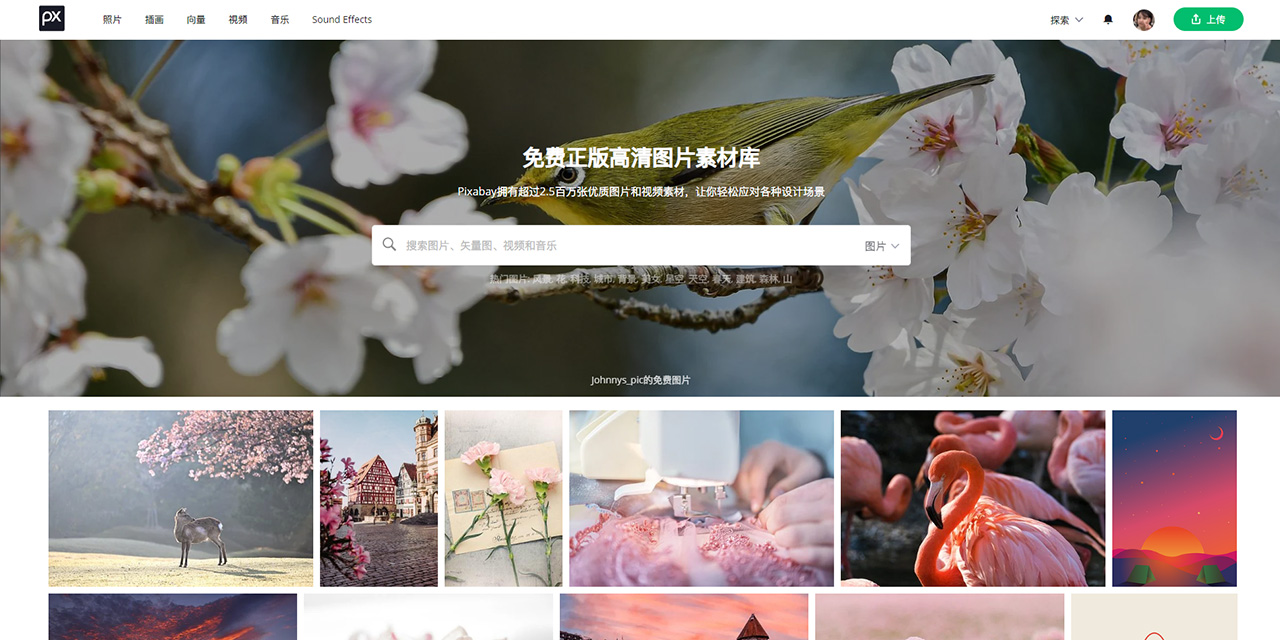 px
照片 插画 向量 视频 音乐 Sound Effects 探索 上传
免费正版高清图片素材库
Pixabay拥有超过2.5百万张优质图片和视频素材，让你轻松应对各种设计场景
搜索图片、矢量图、视频和音乐 图片
热门图片: 风景, 花, 科技, 城市, 背景, 美女, 星空, 天空, 春天, 建筑, 森林, 山
Johnnys_pic的免费图片